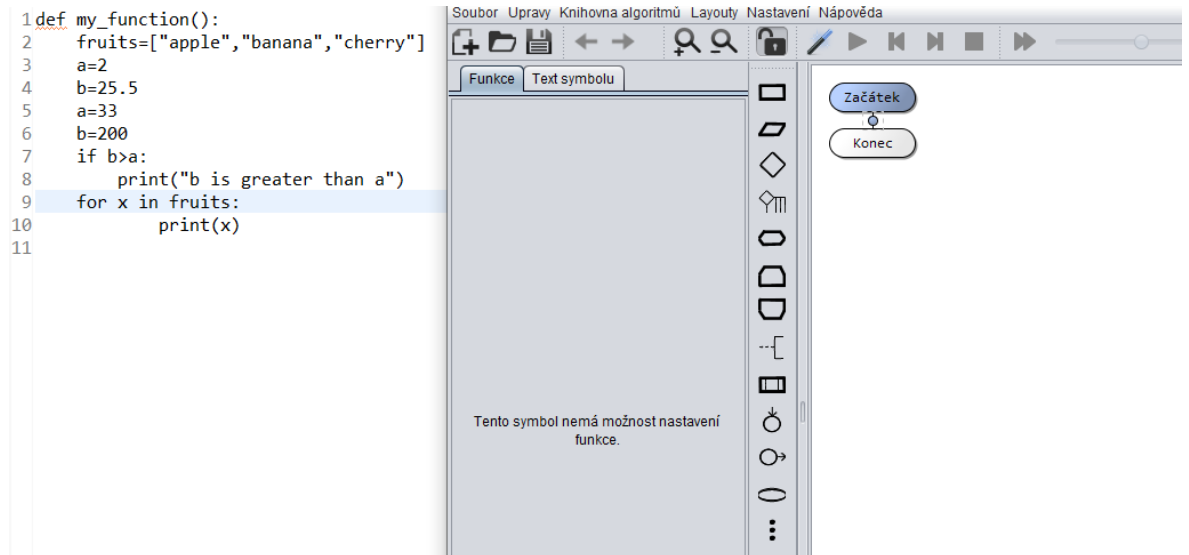 1 def my_function():
2 fruits=["apple","banana","cherry"]
3 a=2
4 b=25.5
5 a=33
6 b=200
7 if b>a:
8 print("b is greater than a")
9 for x in fruits:
10 print(x)
11
Soubor Upravy Knihovna algoritmů Layouty Nastavení Nápověda
Funkce Text symbolu
Tento symbol nemá možnost nastavení
funkce.
Začátek
Konec